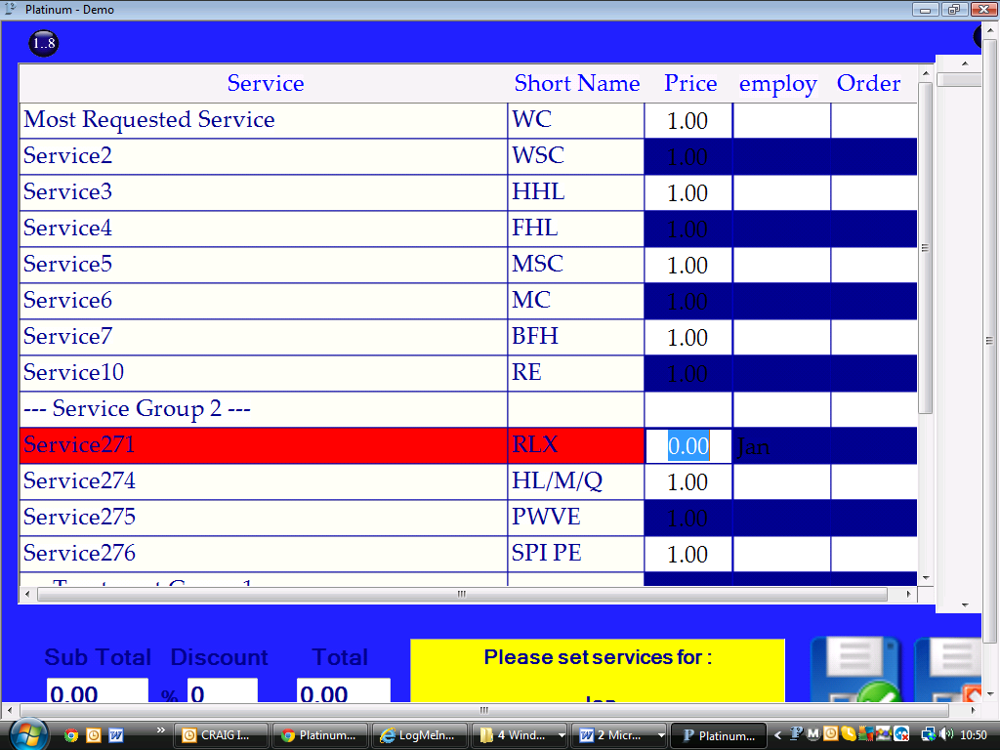 Platinum - Demo
1..8
Service Short Name Price employ Order
Most Requested Service WC 1.00
Service2 WSC 1.00
Service3 HHL 1.00
Service4 FHL 1.00
Service5 MSC 1.00
Service6 MC 1.00
Service7 BFH 1.00
Service10 RE 1.00
--- Service Group 2 ---
Service271 RLX 0.00 Jan
Service274 HL/M/Q 1.00
Service275 PWVE 1.00
Service276 SPI PE 1.00
Sub Total Discount Total
0.00 % 0 0.00
Please set services for :
CRAIG I... Platinum... LogMeIn... 4 Wind... 2 Micr... Platinum... 10:50